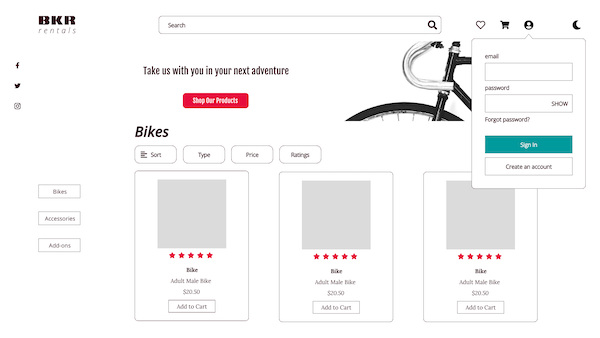 BKR
rentals
Search
Take us with you in your next adventure
Shop Our Products
email
password
SHOW
Forgot password?
Sign In
Create an account
Bikes
Sort
Type
Price
Ratings
Bikes
Accessories
Add-ons
Bike
Adult Male Bike
$20.50
Add to Cart
Bike
Adult Male Bike
$20.50
Add to Cart
Bike
Adult Male Bike
$20.50
Add to Cart